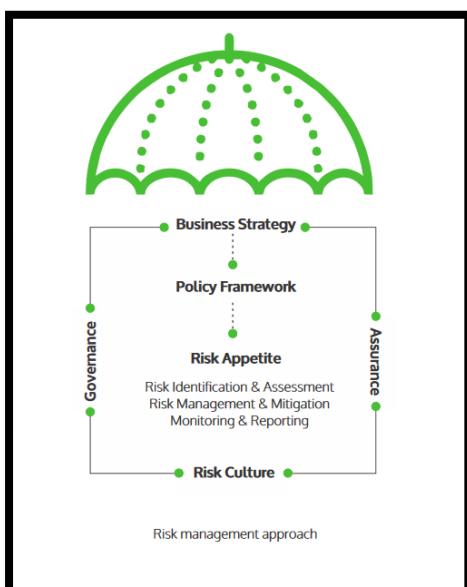 Business Strategy
Policy Framework
Governance
Assurance
Risk Appetite
Risk Identification & Assessment
Risk Management & Mitigation
Monitoring & Reporting
Risk Culture
Risk management approach